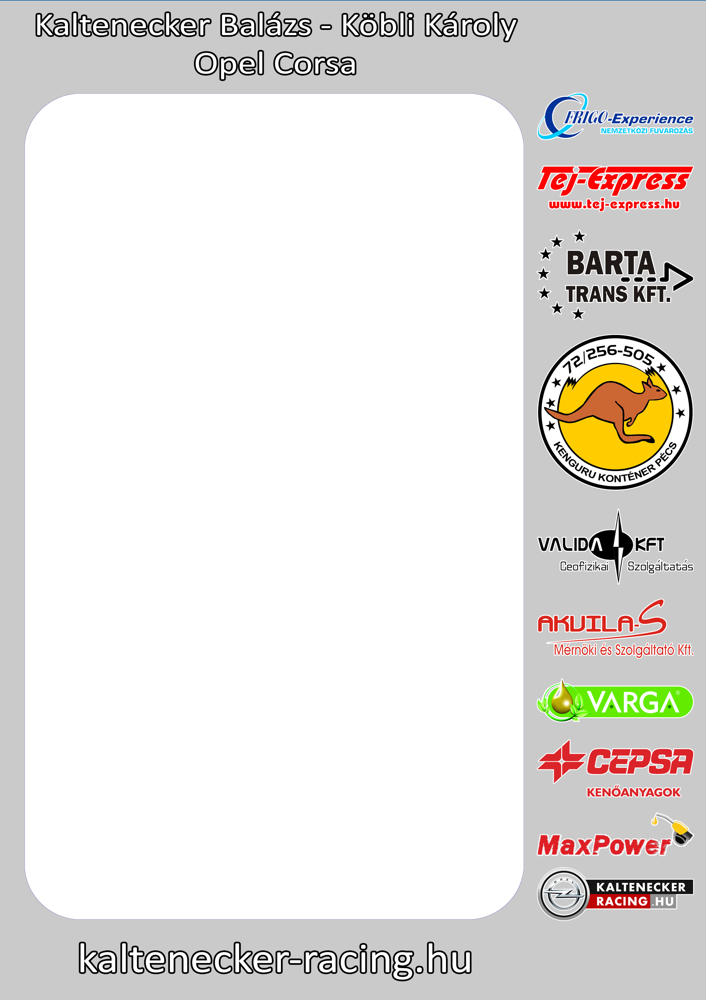 Kaltenecker Balázs - Köbli Károly
Opel Corsa
FRIGO-Experience
NEMZETKÖZI FUVAROZÁS
Tej-Express
www.tej-express.hu
BARTA
TRANS KFT.
72/256-505
KENGURU KONTÉNER PÉCS
VALIDA KFT
Geofizikai Szolgáltatás
AKVILA-S
Mérnöki és Szolgáltató Kft.
VARGA®
CEPSA
KENŐANYAGOK
MaxPower
OPEL
KALTENECKER
RACING.HU
kaltenecker-racing.hu